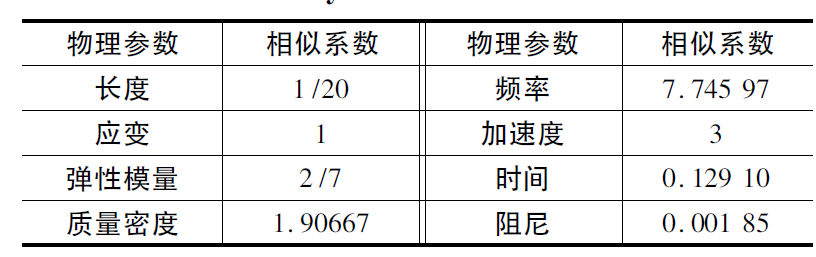 物理参数 相似系数 物理参数 相似系数
长度 1/20 频率 7.745 97
应变 1 加速度 3
弹性模量 2/7 时间 0.129 10
质量密度 1.90667 阻尼 0.001 85